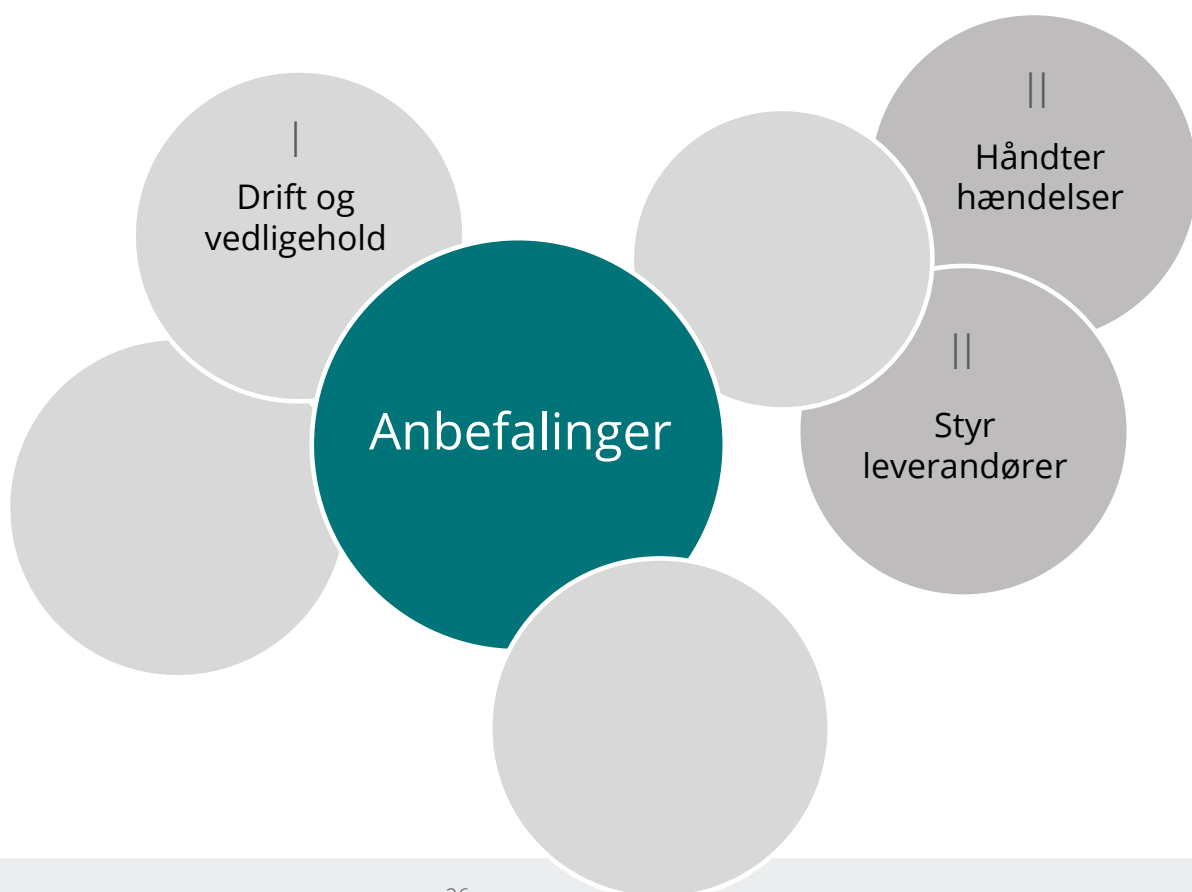 |
Drift og
vedligehold
||
Håndter
hændelser
Anbefalinger
||
Styr
leverandører